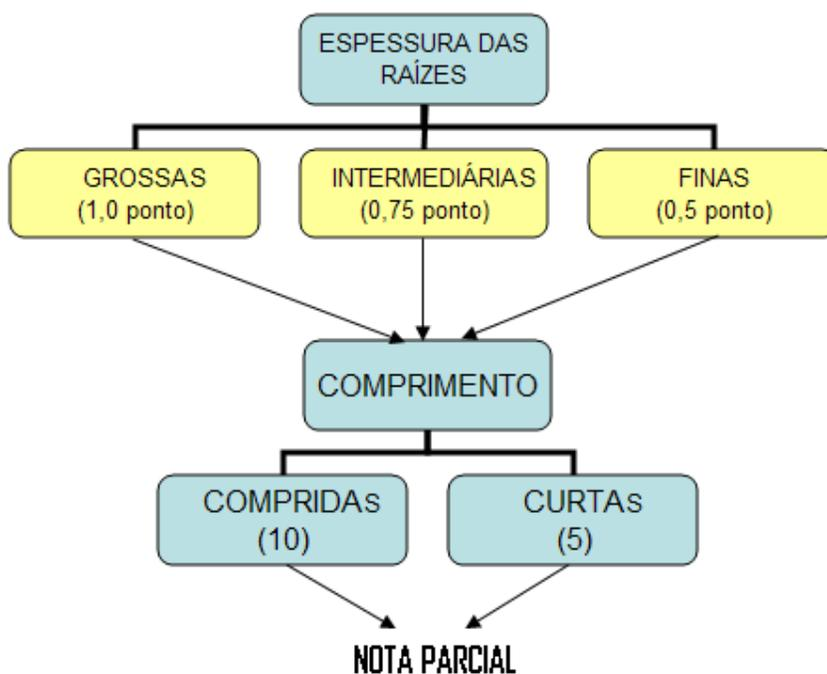 ESPESSURA DAS
RAÍZES
GROSSAS
(1,0 ponto)
INTERMEDIÁRIAS
(0,75 ponto)
FINAS
(0,5 ponto)
COMPRIMENTO
COMPRIDAs
(10)
CURTAs
(5)
NOTA PARCIAL